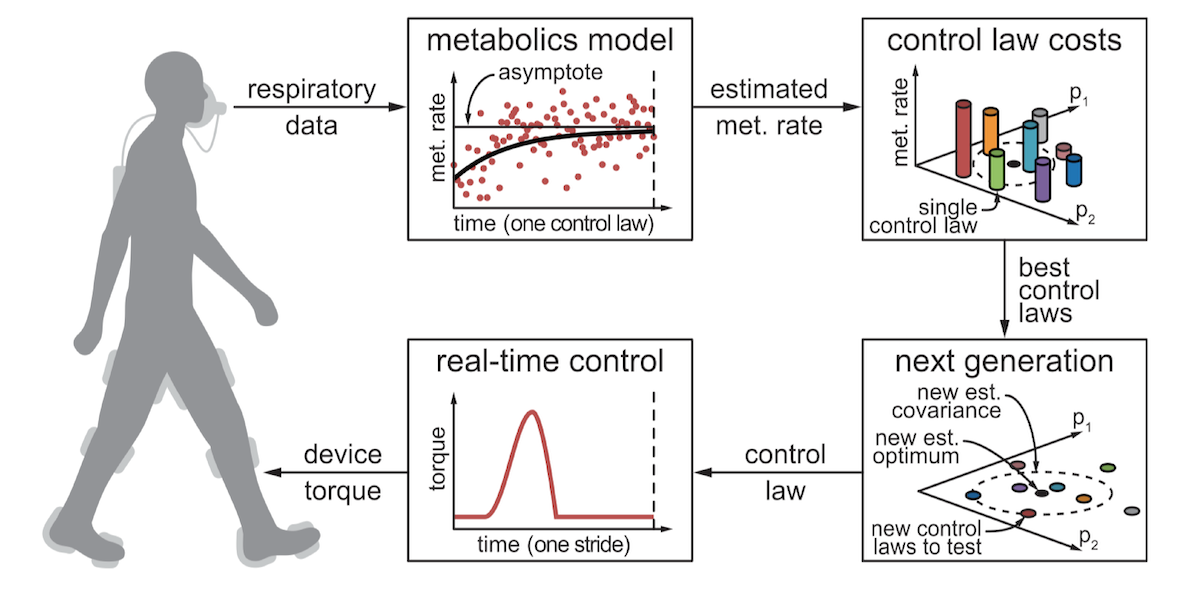 respiratory
data
metabolics model
asymptote
met. rate
time (one control law)
estimated
met. rate
control law costs
met. rate
p1
single
control law
p2
best
control
laws
next generation
new est.
covariance
p1
new est.
optimum
new control
laws to test
p2
control
law
real-time control
torque
time (one stride)
device
torque